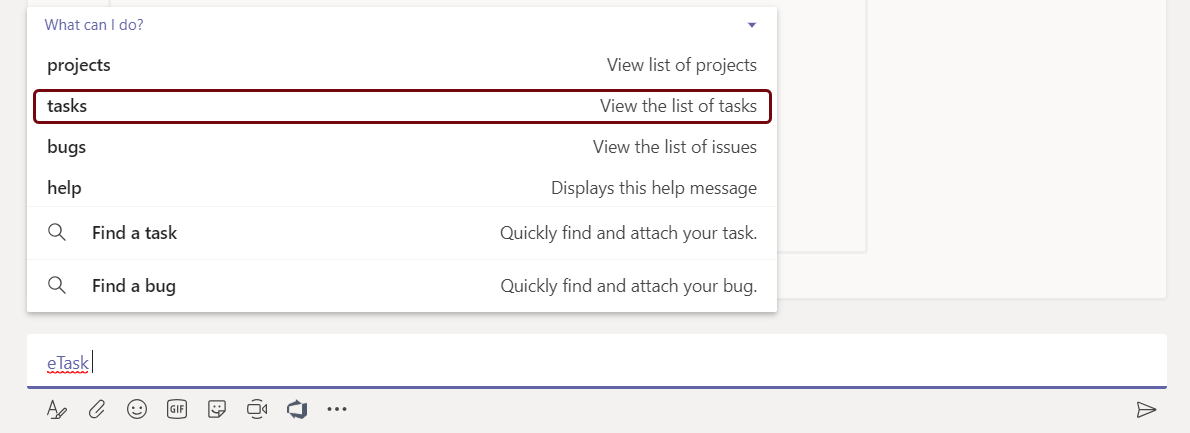 What can I do?
projects View list of projects
tasks View the list of tasks
bugs View the list of issues
help Displays this help message
Find a task Quickly find and attach your task.
Find a bug Quickly find and attach your bug.
eTask
GIF